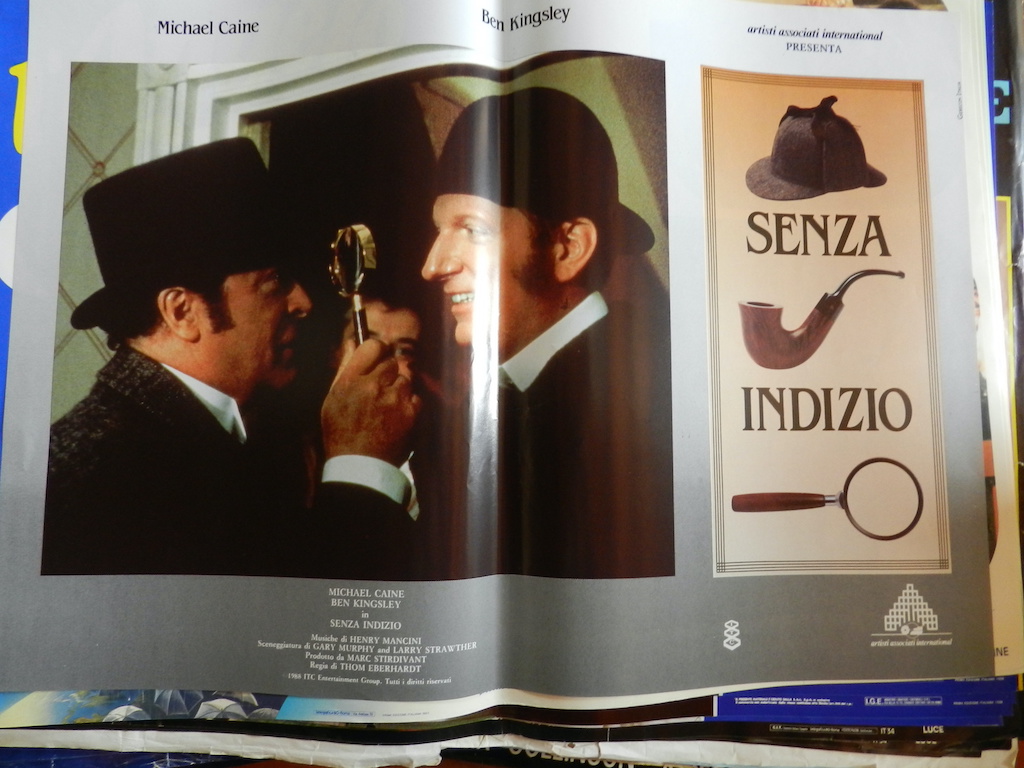 Michael Caine
Ben Kingsley
artisti associati international
PRESENTA
SENZA
INDIZIO
MICHAEL CAINE
BEN KINGSLEY
in
SENZA INDIZIO
Musiche di HENRY MANCINI
Sceneggiatura di GARY MURPHY and LARRY STRAWTHER
Prodotto da MARC STIRDIVANT
Regia di THOM EBERHARDT
1988 ITC Entertainment Group. Tutti i diritti riservati
artisti associati international
I.G.E.
IT 34
LUCE